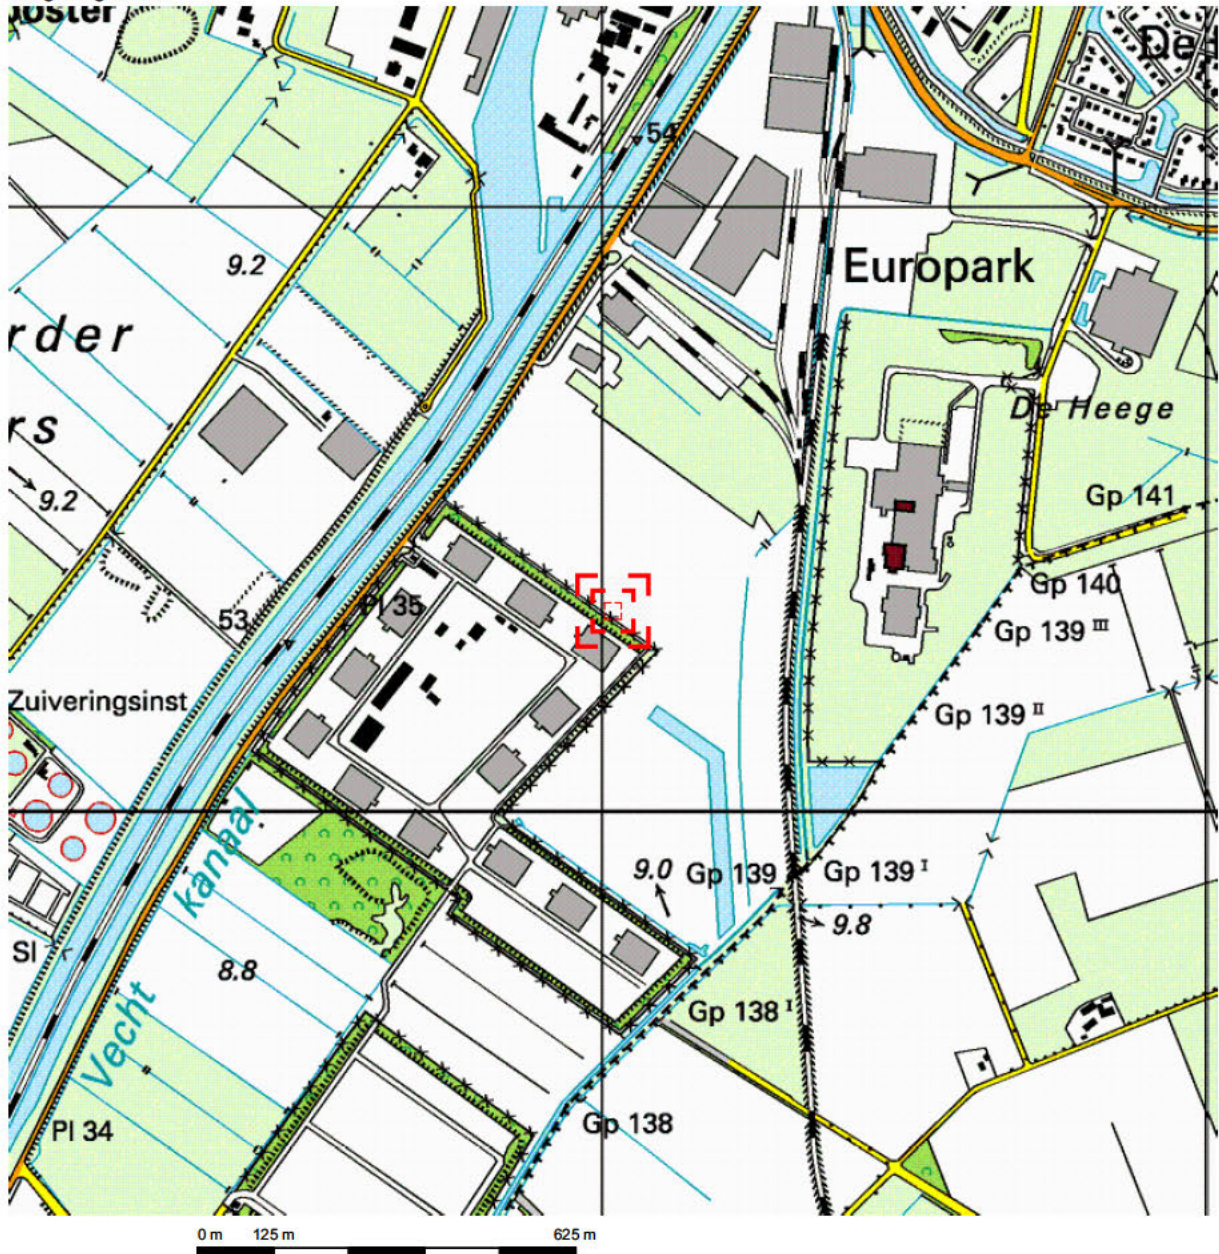 ooster
De
54
9.2
Europark
rder
rs
De Heege
9.2
Gp 141
Pl 35
53
Gp 140
Gp 139 III
Zuiveringsinst
Gp 139 II
9.0
Gp 139
Gp 139 I
kanaal
9.8
Sl
8.8
Vecht
Gp 138 I
Pl 34
Gp 138
0 m 125 m 625 m